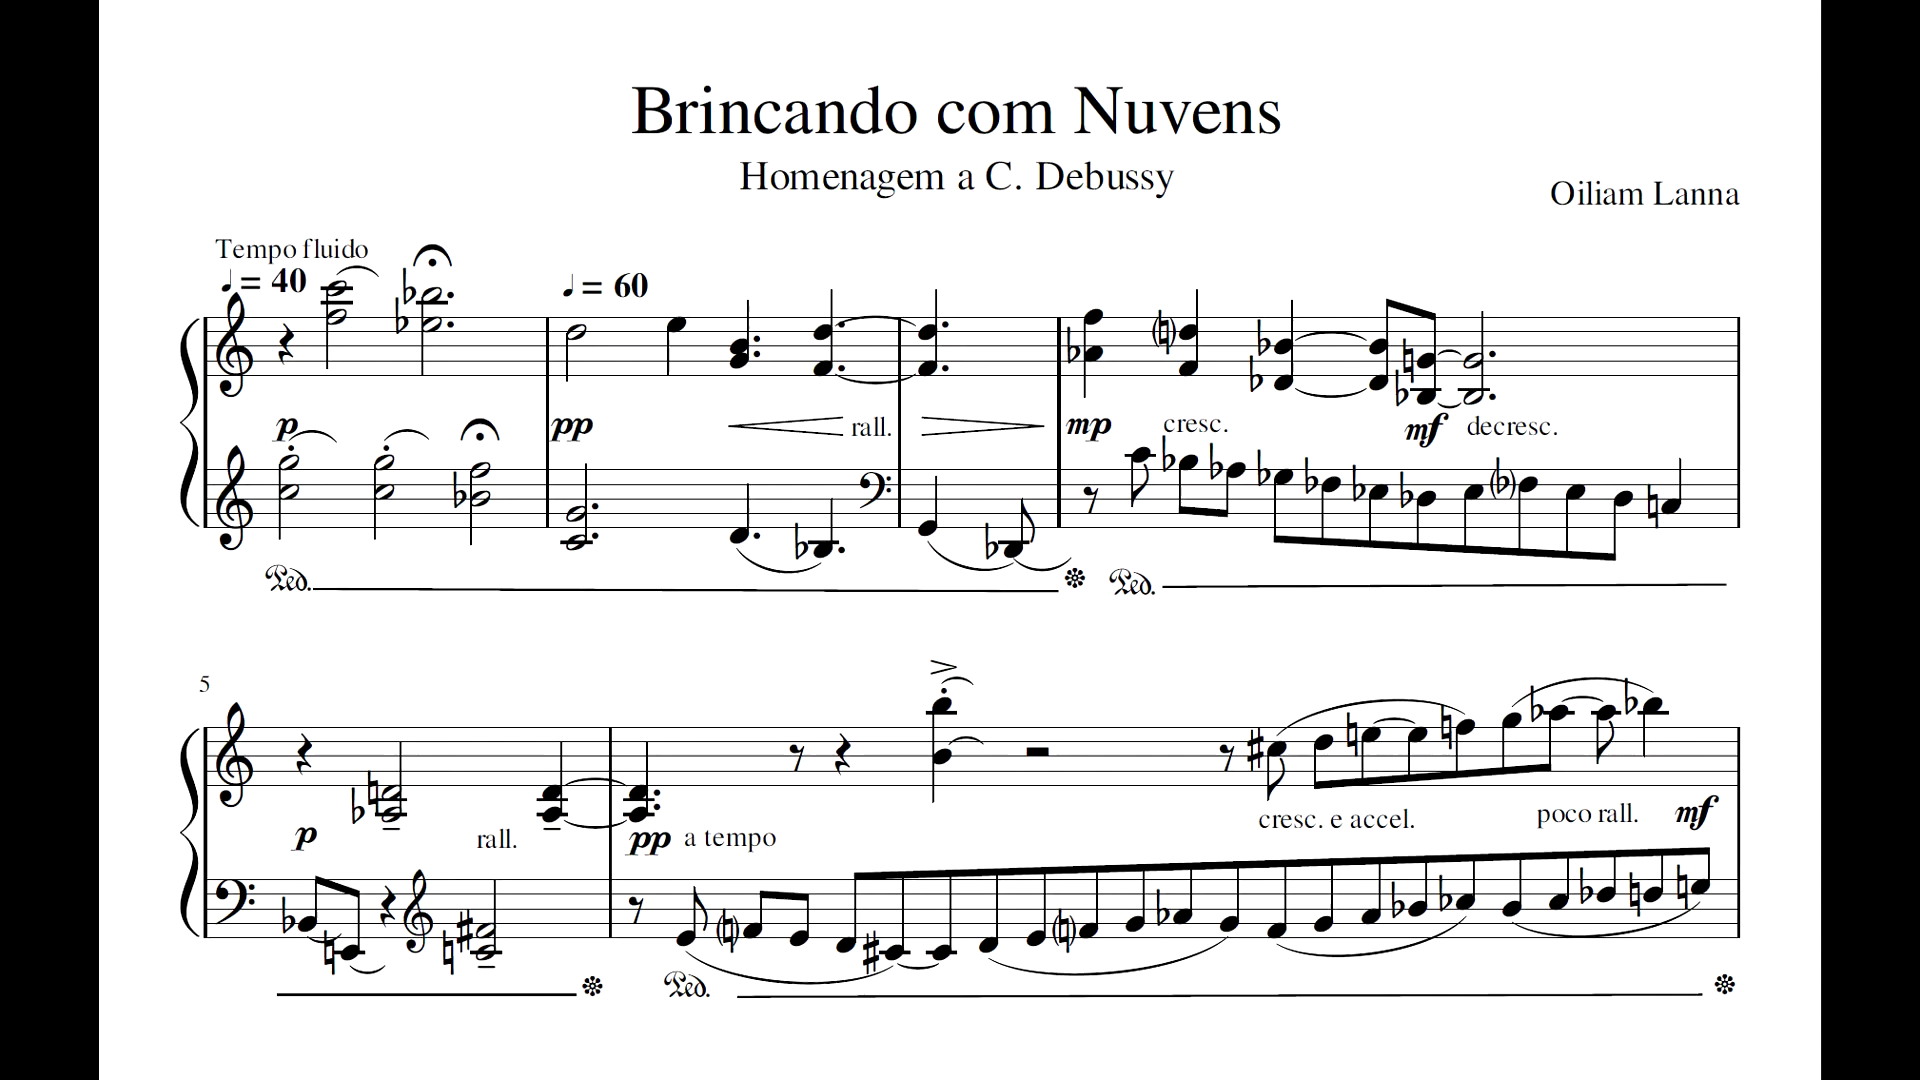 Brincando com Nuvens
Homenagem a C. Debussy
Oiliam Lanna
Tempo fluido
♩= 40
♩= 60
p
pp
rall.
mp
cresc.
mf
decresc.
Ped.
Ped.
5
p
rall.
pp a tempo
cresc. e accel.
poco rall.
mf
Ped.